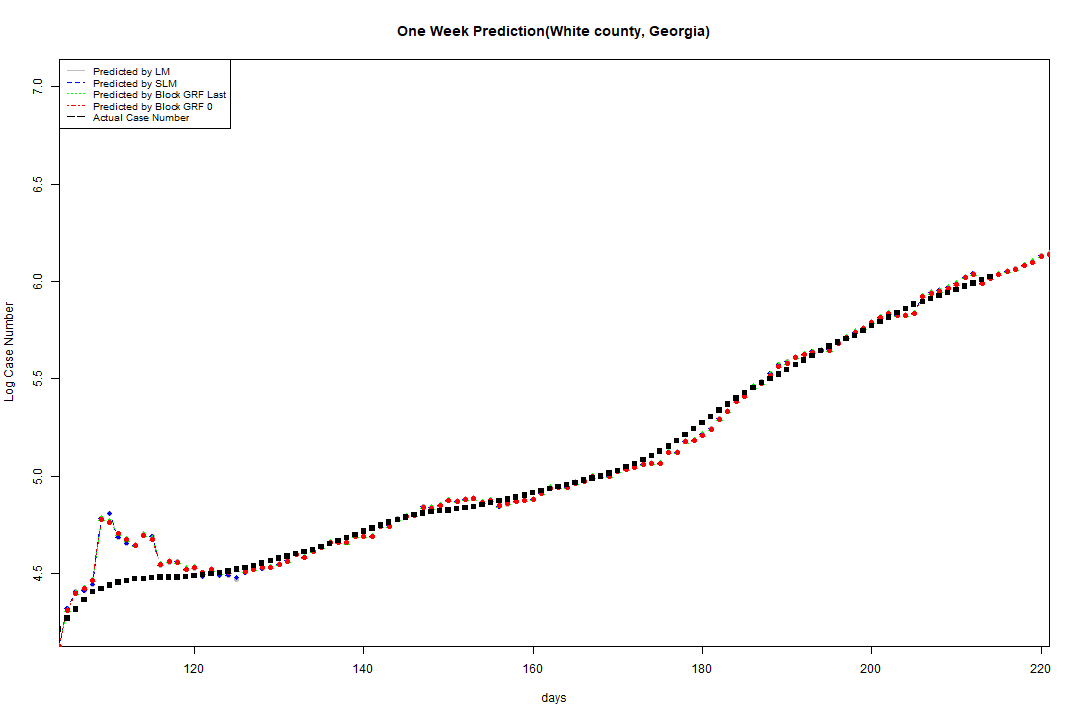 One Week Prediction(White county, Georgia)
Predicted by LM
Predicted by SLM
Predicted by Block GRF Last
Predicted by Block GRF 0
Actual Case Number
7.0
6.5
6.0
5.5
5.0
4.5
Log Case Number
120 140 160 180 200 220
days